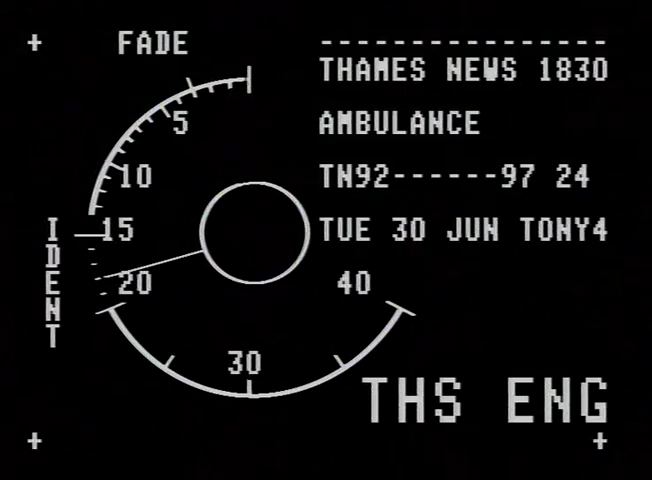 FADE
----------------
THAMES NEWS 1830
5
AMBULANCE
10
TN92------97 24
IDENT
15
TUE 30 JUN TONY4
20
40
30
THS ENG